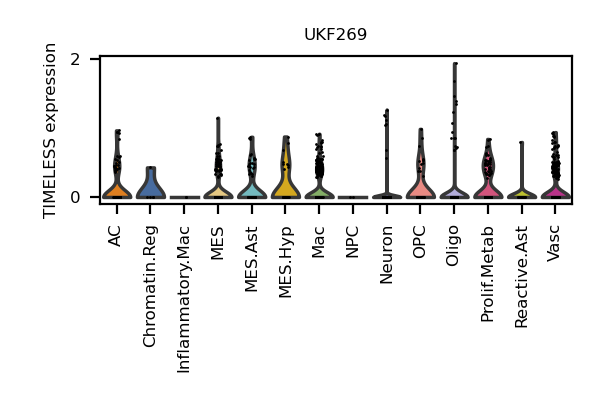 UKF269
TIMELESS expression
2
0
AC
Chromatin.Reg
Inflammatory.Mac
MES
MES.Ast
MES.Hyp
Mac
NPC
Neuron
OPC
Oligo
Prolif.Metab
Reactive.Ast
Vasc